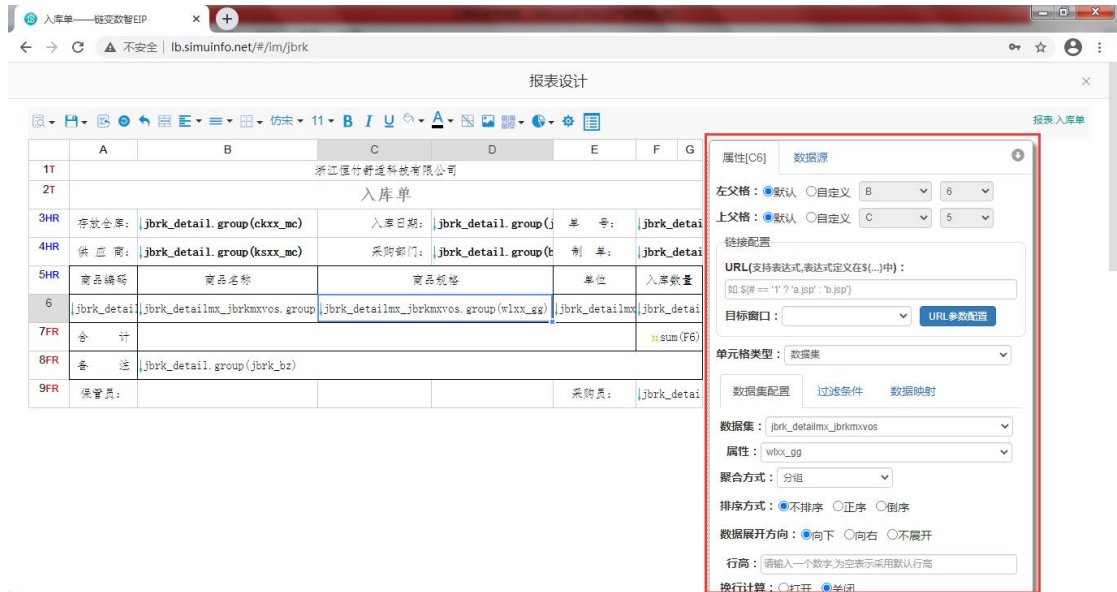 入库单——链变数智EIP
不安全 lb.simuinfo.net/#/im/jbrk
报表设计
仿宋 11 B I U A
报表:入库单
A B C D E F G
1T 浙江恒竹舒适科技有限公司
2T 入库单
3HR 存放仓库: jbrk_detail.group(ckxx_mc) 入库日期: jbrk_detail.group(j 单 号: jbrk_detai
4HR 供 应 商: jbrk_detail.group(ksxx_mc) 采购部门: jbrk_detail.group(b 制 单: jbrk_detai
5HR 商品编码 商品名称 商品规格 单位 入库数量
6 jbrk_detail jbrk_detailmx_jbrkmxvos.group jbrk_detailmx_jbrkmxvos.group(wlxx_gg) jbrk_detailmx jbrk_detai
7FR 合 计 sum(F6)
8FR 备 注 jbrk_detail.group(jbrk_bz)
9FR 保管员: 采购员: jbrk_detai
属性[C6] 数据源
左父格: 默认 自定义 B 6
上父格: 默认 自定义 C 5
链接配置
URL(支持表达式,表达式定义在${...}中):
如:${# == '1' ? 'a.jsp' : 'b.jsp'}
目标窗口: URL参数配置
单元格类型: 数据集
数据集配置 过滤条件 数据映射
数据集: jbrk_detailmx_jbrkmxvos
属性: wlxx_gg
聚合方式: 分组
排序方式: 不排序 正序 倒序
数据展开方向: 向下 向右 不展开
行高: 请输入一个数字,为空表示采用默认行高
换行计算: 打开 关闭